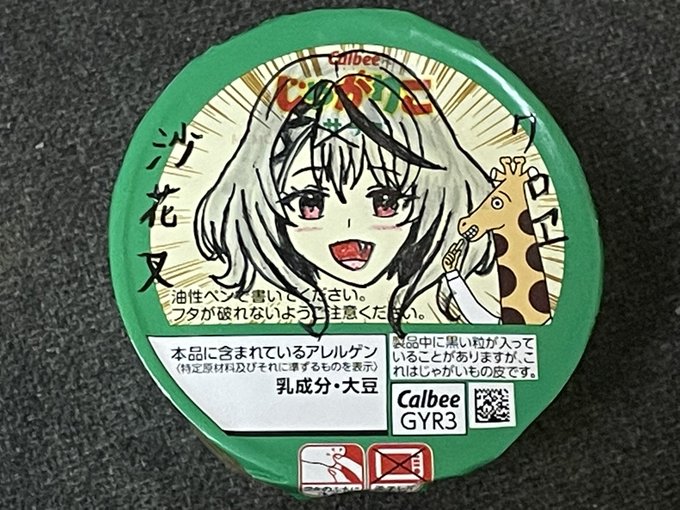 Calbee
じゃがりこ
サラダ
沙花叉
クロヱ
油性ペンで書いてください。
フタが破れないようご注意ください。
本品に含まれているアレルゲン
〈特定原材料及びそれに準ずるものを表示〉
乳成分・大豆
製品中に黒い粒が入って
いることがありますが、こ
れはじゃがいもの皮です。
Calbee
GYR3